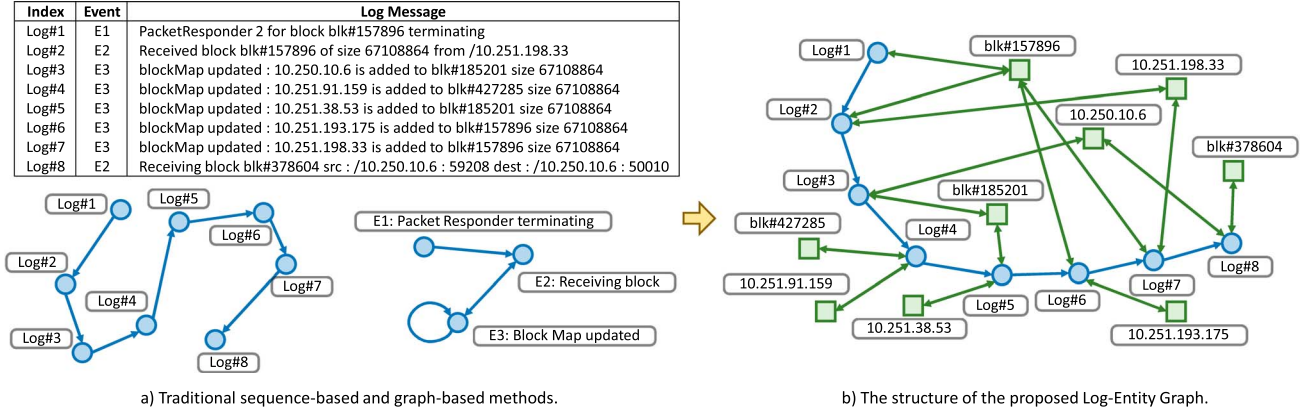 Index Event Log Message
Log#1 E1 PacketResponder 2 for block blk#157896 terminating
Log#2 E2 Received block blk#157896 of size 67108864 from /10.251.198.33
Log#3 E3 blockMap updated : 10.250.10.6 is added to blk#185201 size 67108864
Log#4 E3 blockMap updated : 10.251.91.159 is added to blk#427285 size 67108864
Log#5 E3 blockMap updated : 10.251.38.53 is added to blk#185201 size 67108864
Log#6 E3 blockMap updated : 10.251.193.175 is added to blk#157896 size 67108864
Log#7 E3 blockMap updated : 10.251.198.33 is added to blk#157896 size 67108864
Log#8 E2 Receiving block blk#378604 src : /10.250.10.6 : 59208 dest : /10.250.10.6 : 50010
Log#1
Log#5
Log#6
Log#2
Log#7
Log#4
Log#3
Log#8
E1: Packet Responder terminating
E2: Receiving block
E3: Block Map updated
a) Traditional sequence-based and graph-based methods.
Log#1
blk#157896
10.251.198.33
Log#2
10.250.10.6
blk#378604
Log#3
blk#185201
blk#427285
Log#4
Log#8
10.251.91.159
Log#7
Log#5
Log#6
10.251.38.53
10.251.193.175
b) The structure of the proposed Log-Entity Graph.